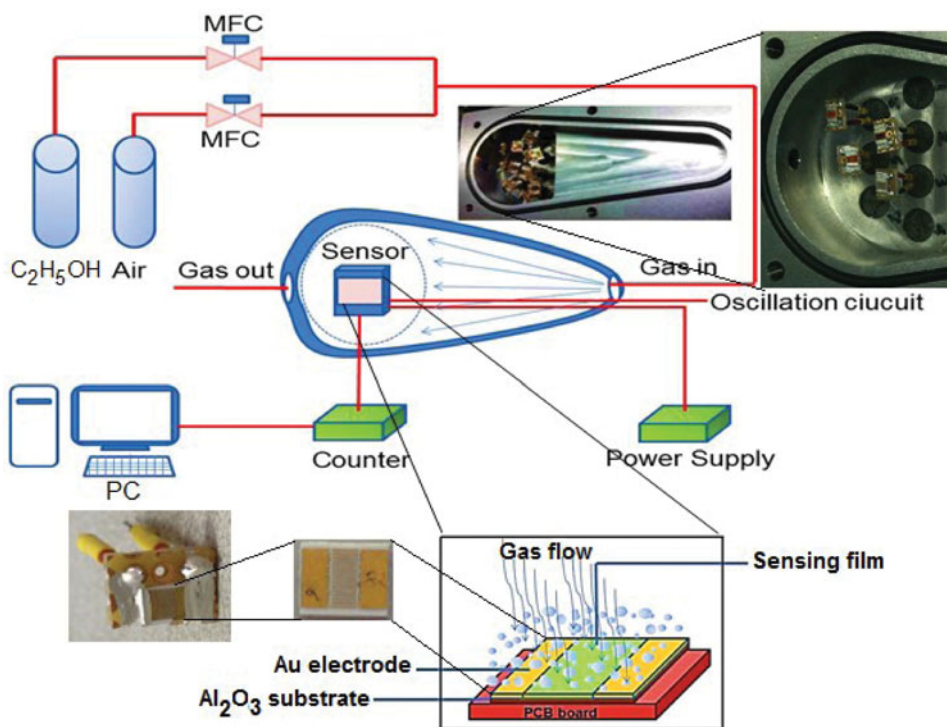 MFC
MFC
C2H5OH Air
Gas out
Sensor
Gas in
Oscillation ciucuit
Counter
Power Supply
PC
Gas flow
Sensing film
Au electrode
Al2O3 substrate
PCB board